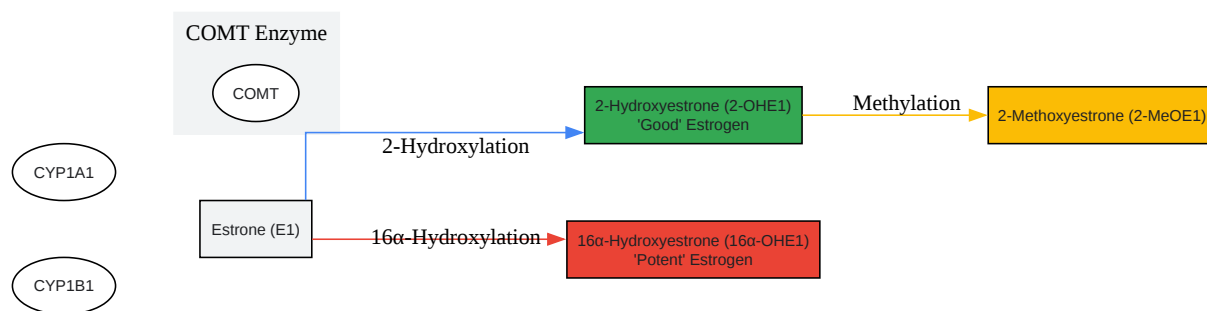 COMT Enzyme
COMT
2-Hydroxyestrone (2-OHE1)
'Good' Estrogen
Methylation
2-Methoxyestrone (2-MeOE1)
2-Hydroxylation
CYP1A1
Estrone (E1)
16α-Hydroxylation
16α-Hydroxyestrone (16α-OHE1)
'Potent' Estrogen
CYP1B1